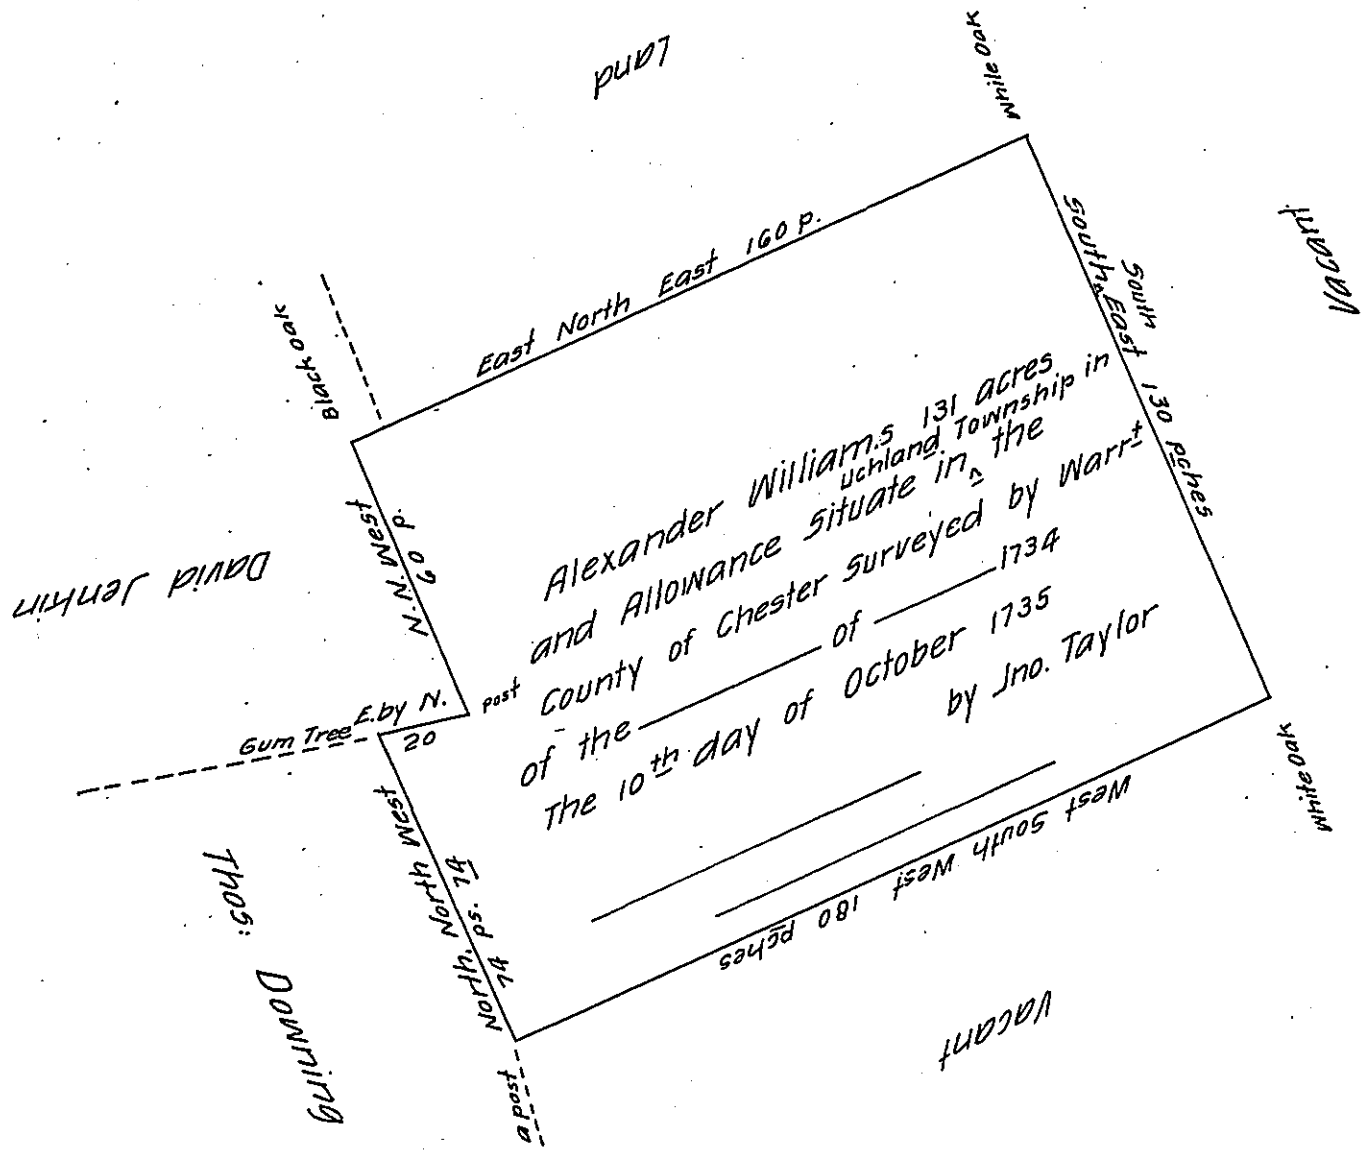 Land
While Oak
Vacant
East North East 160 p.
South, ^ East 130 pches
South
Black oak
N.N. West
60 p.
David Jenkin
Alexander Williams 131 acres
uchland Township in
and Allowance Situate in ^ the
County of Chester Surveyed by Warrt
of the — of — 1734
The 10th day of October 1735
by Jno. Taylor
post
E. by N.
Gum Tree
20
North, North West
74 ps. 74
Thos: Downing
West South West 180 pches
White Oak
Vacant
a post